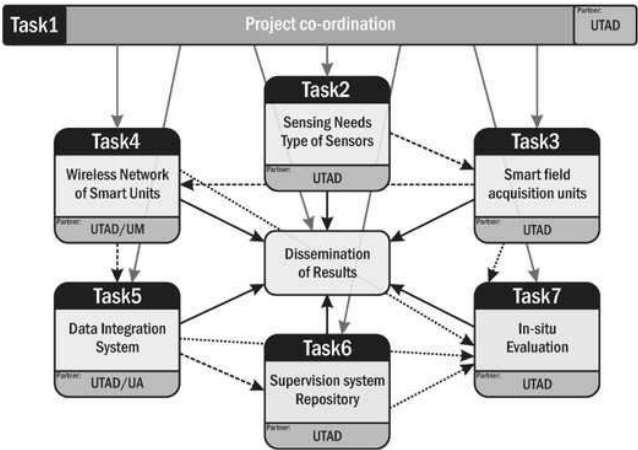 Task1
Project co-ordination
Partner:
UTAD
Task2
Sensing Needs
Type of Sensors
Partner:
UTAD
Task4
Wireless Network
of Smart Units
Partner:
UTAD/UM
Task3
Smart field
acquisition units
Partner:
UTAD
Dissemination
of Results
Task5
Data Integration
System
Partner:
UTAD/UA
Task6
Supervision system
Repository
Partner:
UTAD
Task7
In-situ
Evaluation
Partner:
UTAD